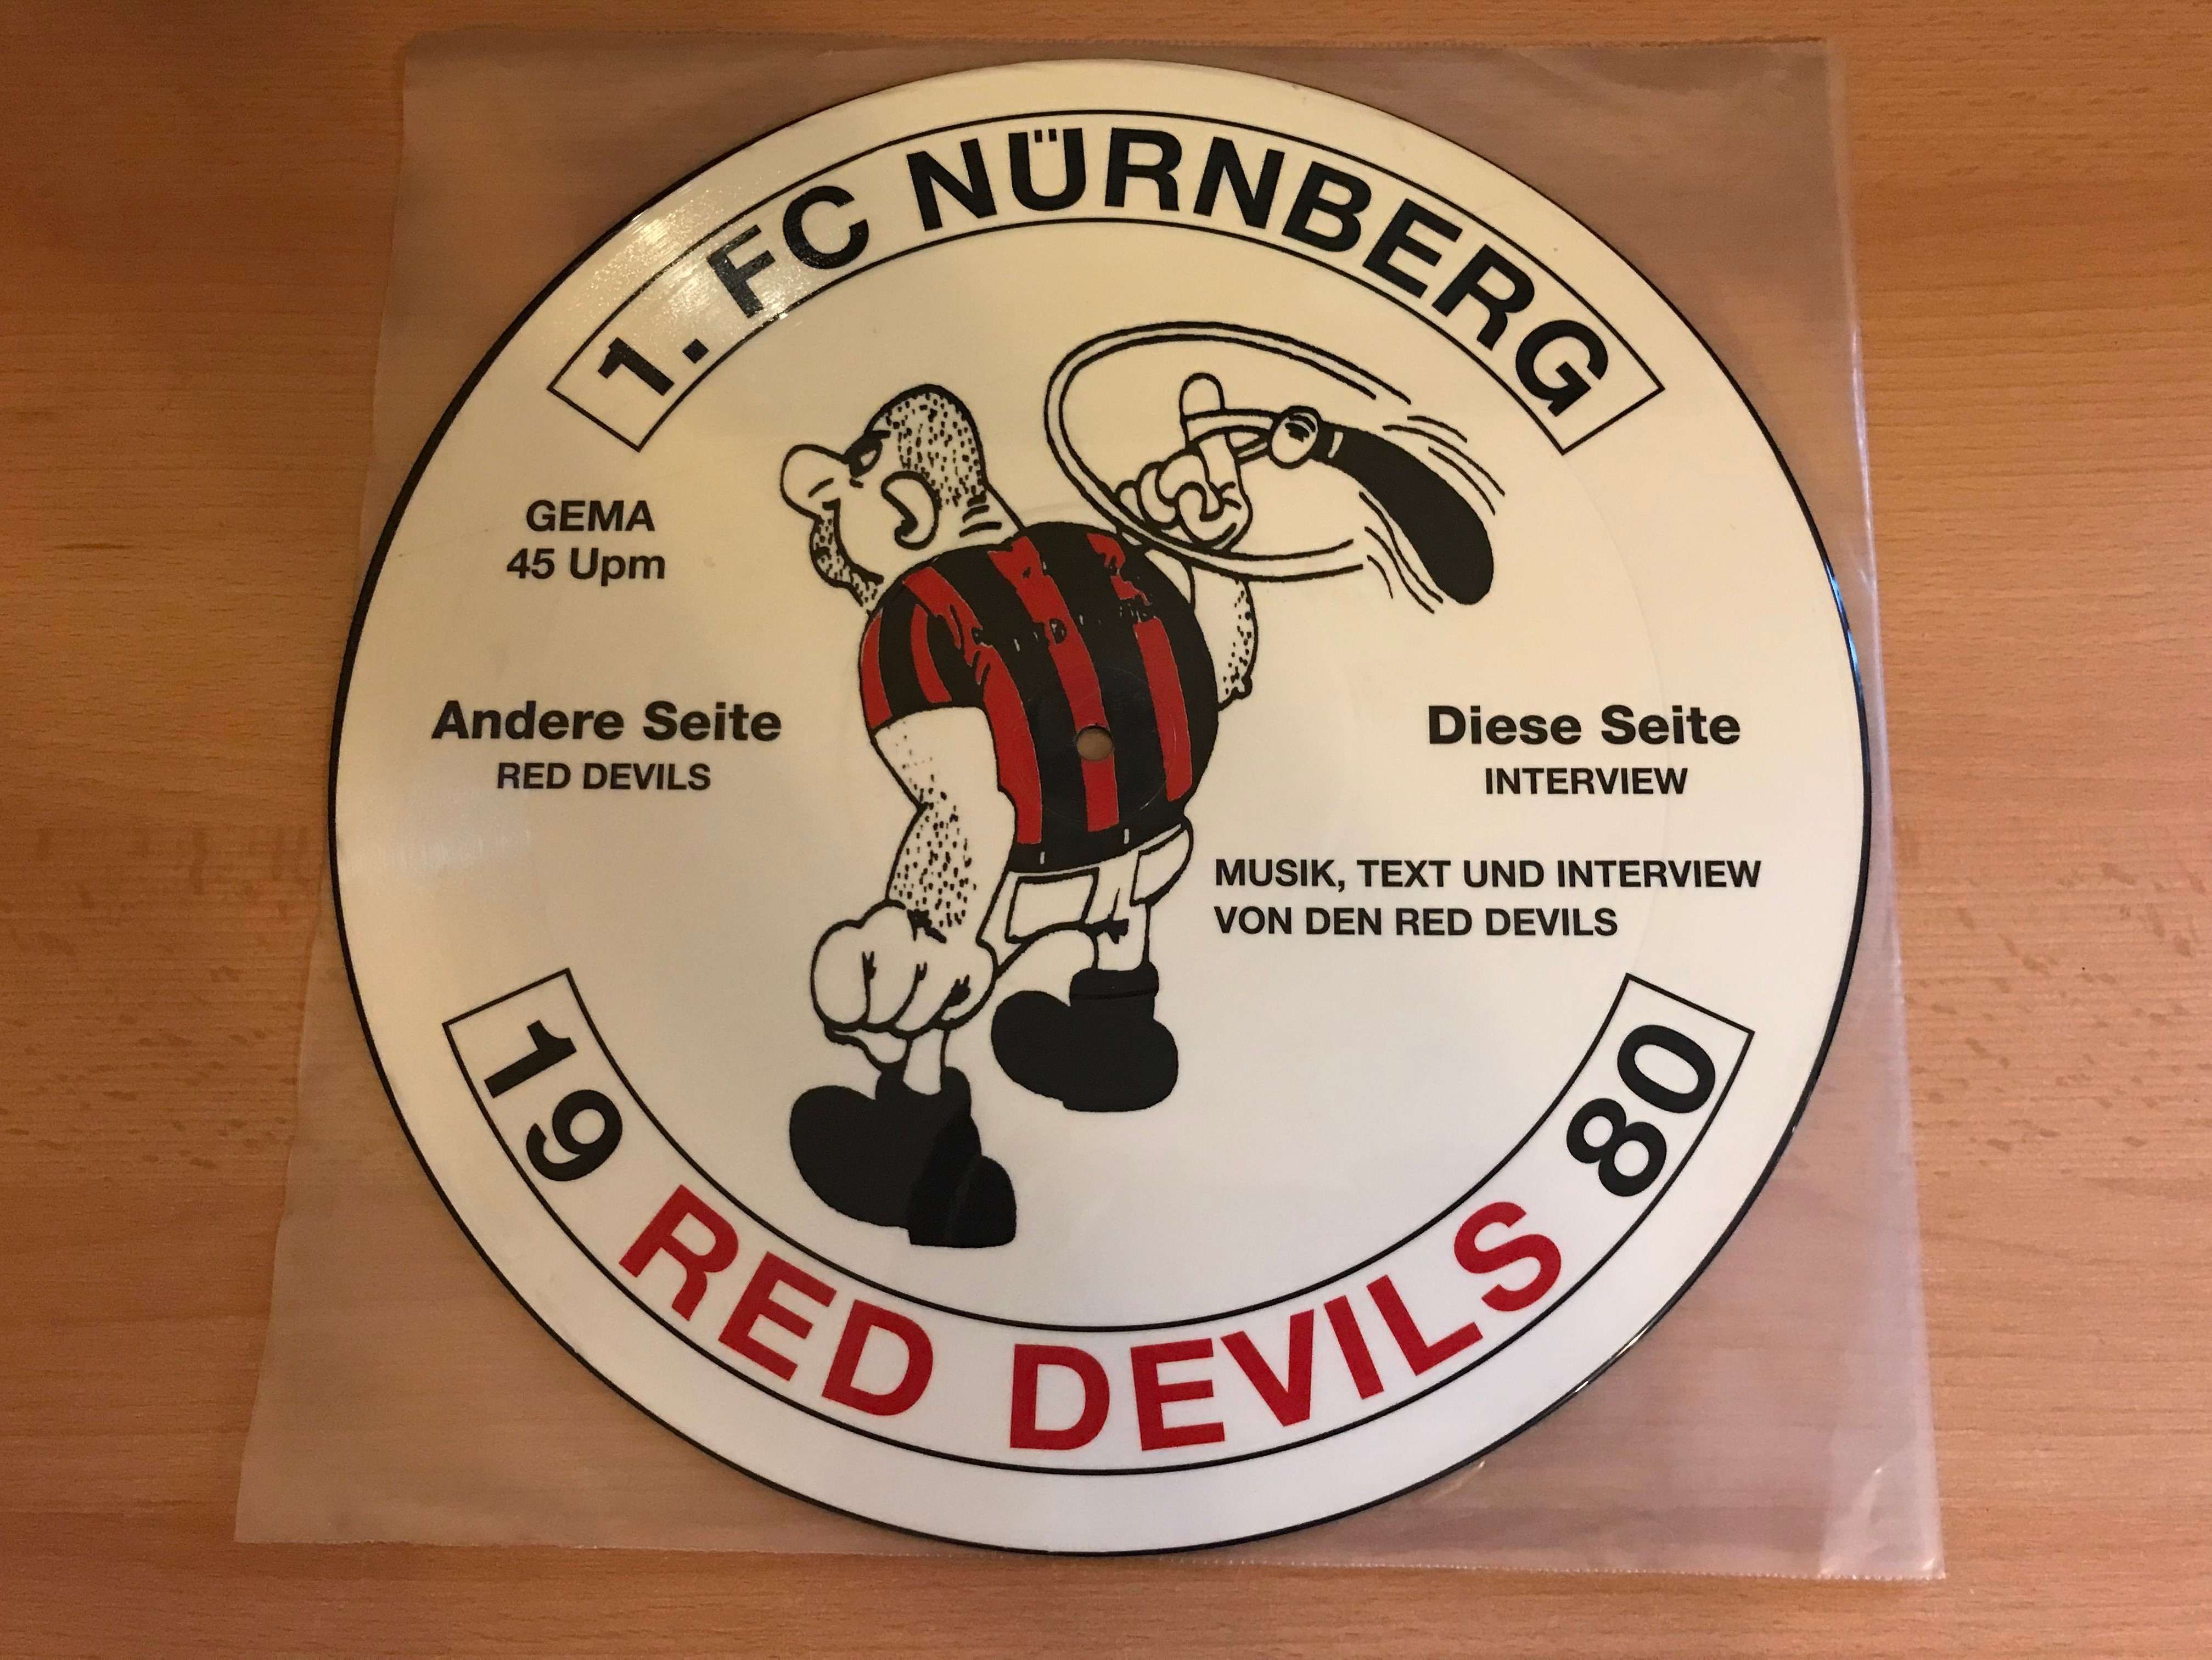 1. FC NÜRNBERG
GEMA
45 Upm
Andere Seite
RED DEVILS
Diese Seite
INTERVIEW
MUSIK, TEXT UND INTERVIEW
VON DEN RED DEVILS
19 RED DEVILS 80